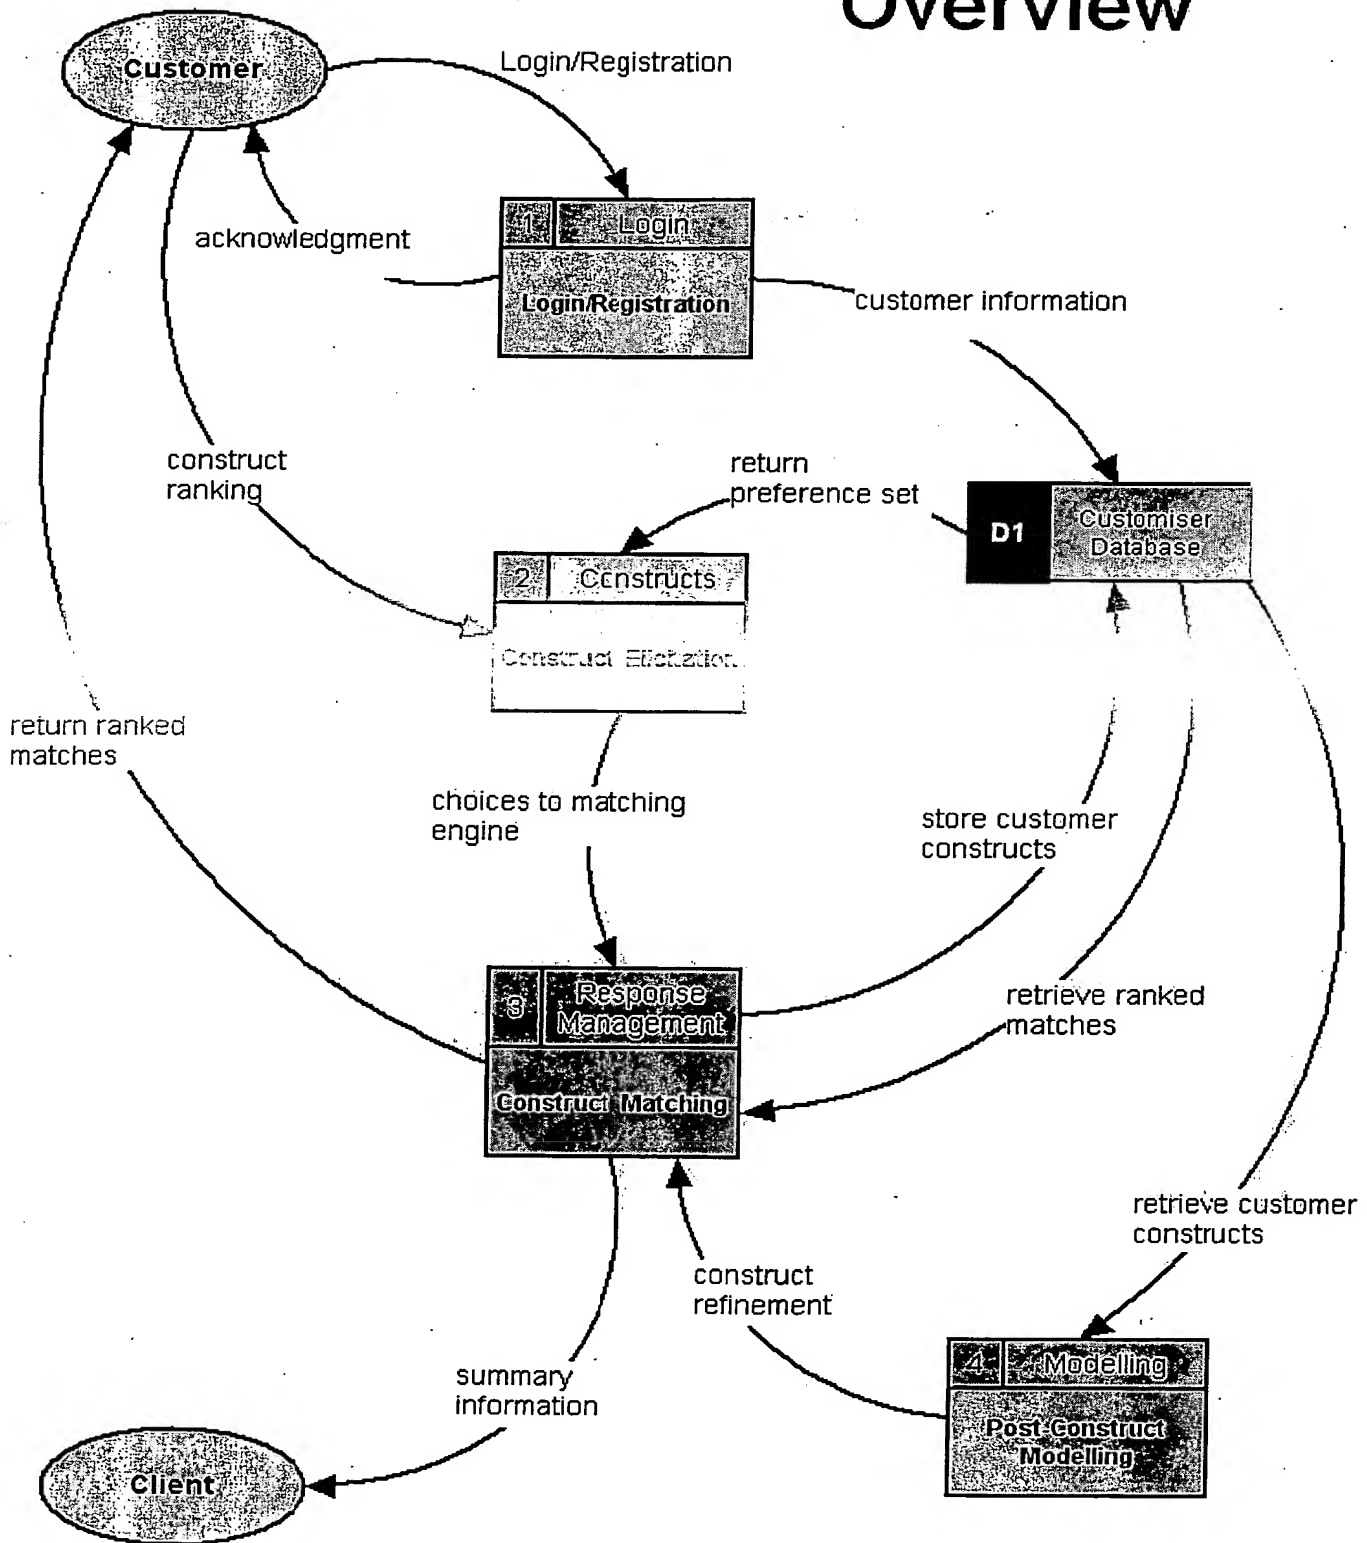 Overview
Customer
Login/Registration
1 Login
Login/Registration
acknowledgment
customer information
construct
ranking
return
preference set
D1
Customiser
Database
2 Constructs
Construct Elicitation
return ranked
matches
choices to matching
engine
store customer
constructs
3 Response
Management
Construct Matching
retrieve ranked
matches
retrieve customer
constructs
construct
refinement
4 Modelling
Post-Construct
Modelling
summary
information
Client